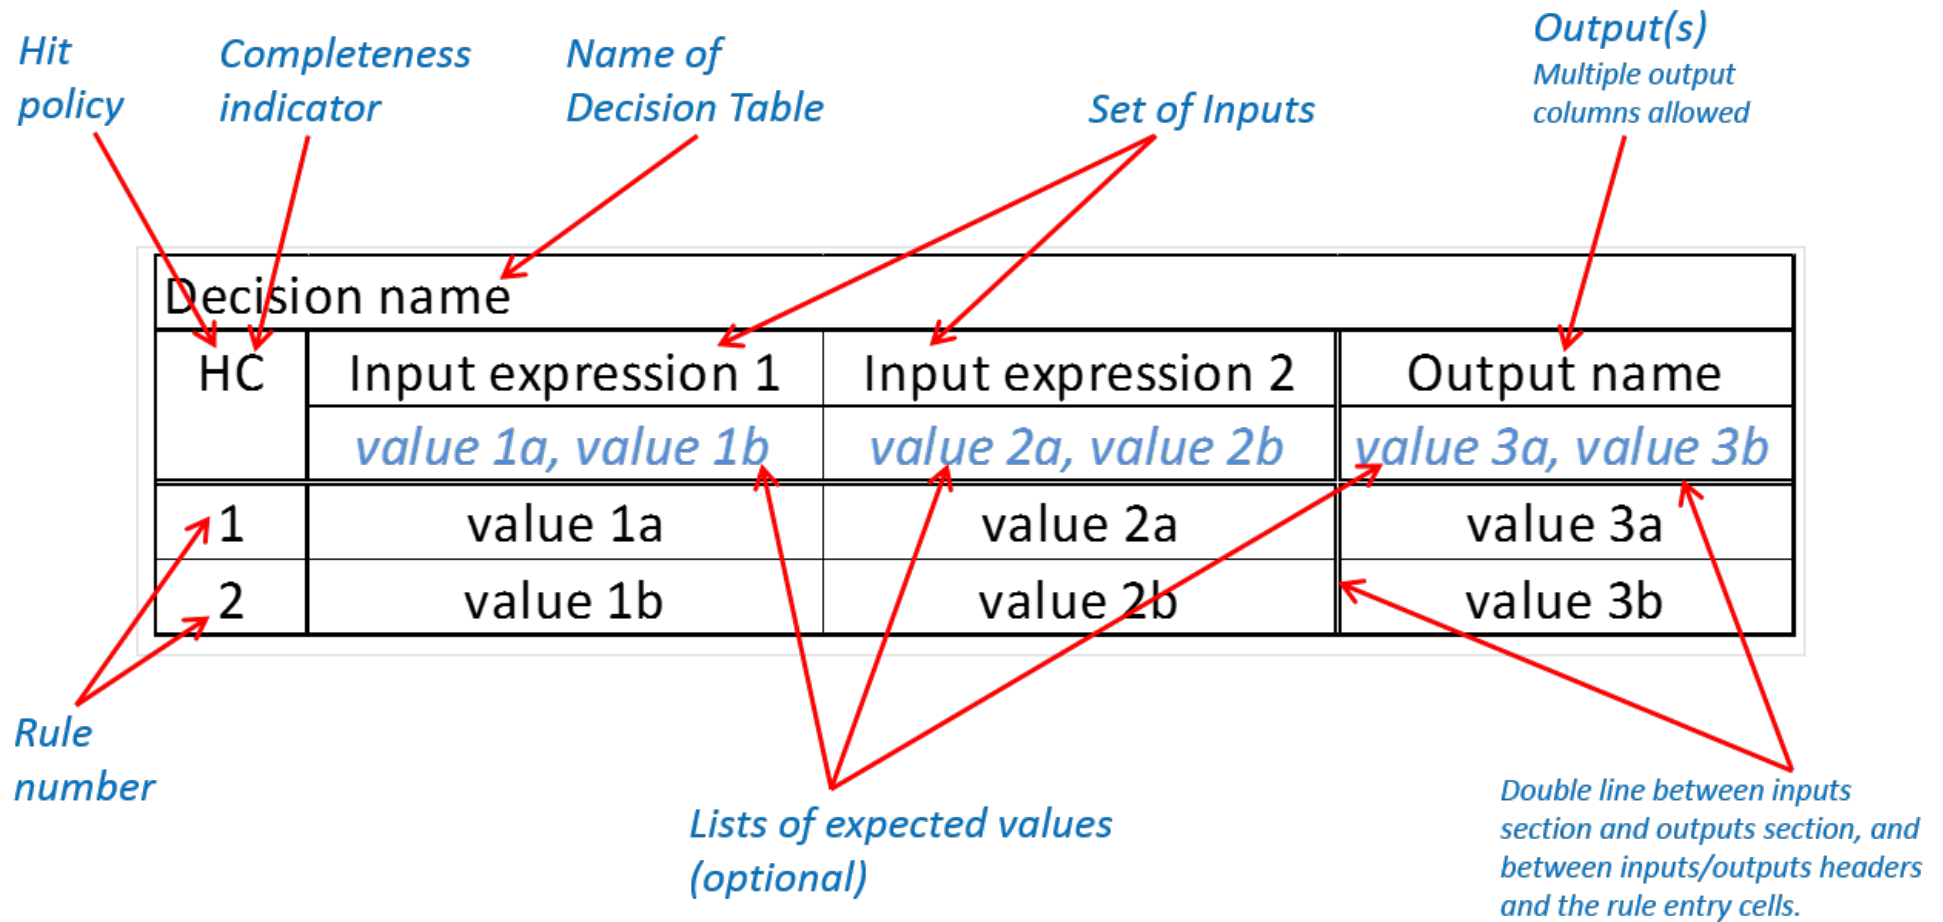 Hit
policy
Completeness
indicator
Name of
Decision Table
Set of Inputs
Output(s)
Multiple output
columns allowed
Decision name
HC
Input expression 1
Input expression 2
Output name
value 1a, value 1b
value 2a, value 2b
value 3a, value 3b
1
value 1a
value 2a
value 3a
2
value 1b
value 2b
value 3b
Rule
number
Lists of expected values
(optional)
Double line between inputs
section and outputs section, and
between inputs/outputs headers
and the rule entry cells.